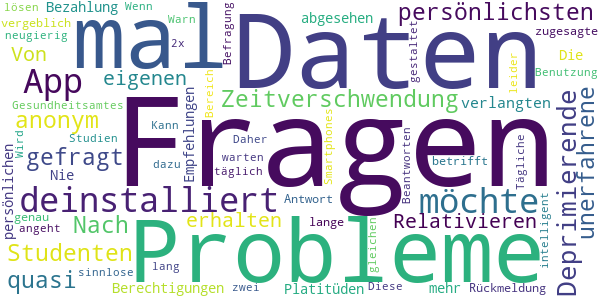 lösen Bezahlung Wenn
vergeblich mal Warn
neugierig 2x
Von Befragung
abgesehen persönlichsten
gestaltet zugesagte
Daten Die
App eigenen Bereich
Benutzung
Gesundheitsamtes Zeitverschwendung verlangten
anonym Fragen leider
Wird Studien Kann Empfehlungen Smartphones
Daher
gefragt dazu warten Beantworten betrifft Tägliche
persönlichen Nie täglich Deprimierende unerfahrene
deinstalliert Antwort möchte
Nach erhalten lange Relativieren
genau
angeht Probleme gleichen intelligent
Studenten
quasi sinnlose lang Platitüden Diese mehr Rückmeldung
Berechtigungen zwei